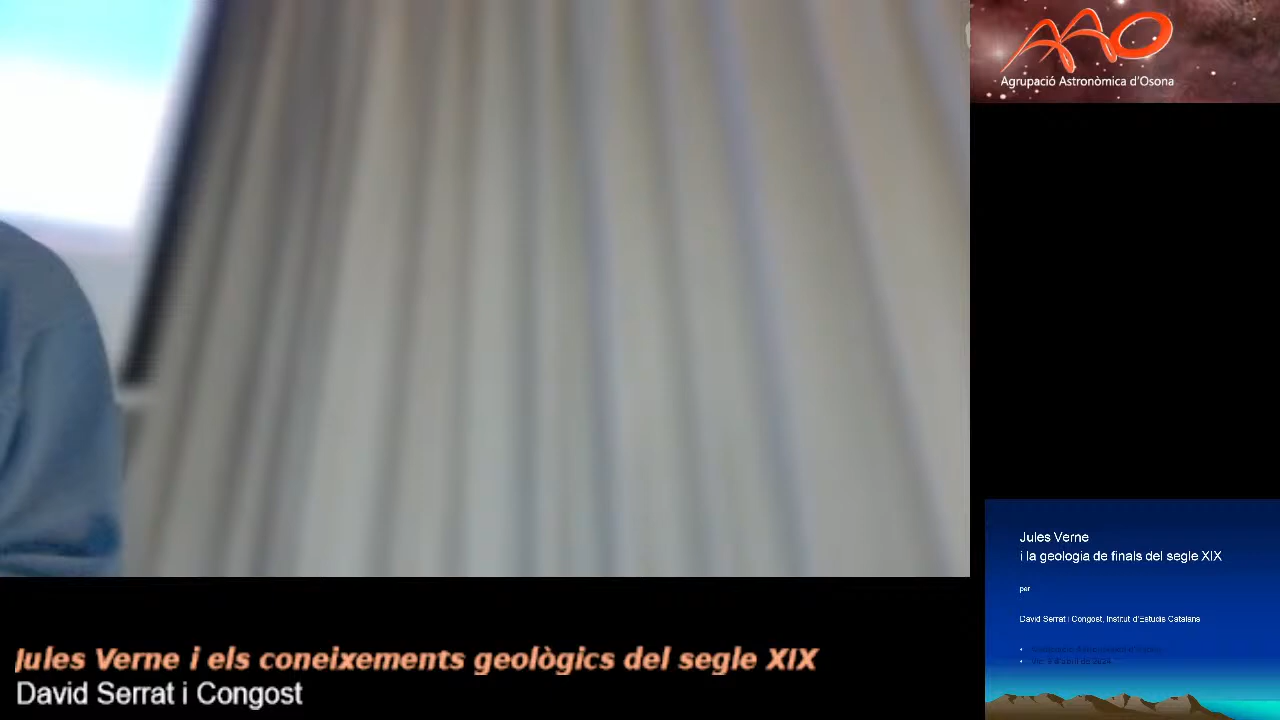 Agrupació Astronòmica d'Osona
Jules Verne
i la geologia de finals del segle XIX
per
David Serrat i Congost, Institut d'Estudis Catalans
Jules Verne i els coneixements geològics del segle XIX
David Serrat i Congost